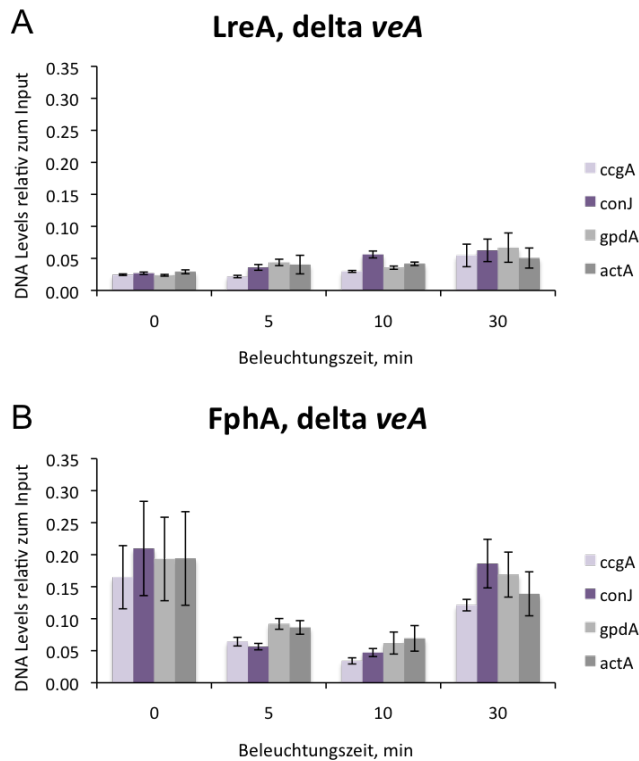 A
LreA, delta veA
DNA Levels relativ zum Input
0.35
0.30
0.25
0.20
0.15
0.10
0.05
0.00
0 5 10 30
Beleuchtungszeit, min
ccgA
conJ
gpdA
actA
B
FphA, delta veA
DNA Levels relativ zum Input
0.35
0.30
0.25
0.20
0.15
0.10
0.05
0.00
0 5 10 30
Beleuchtungszeit, min
ccgA
conJ
gpdA
actA